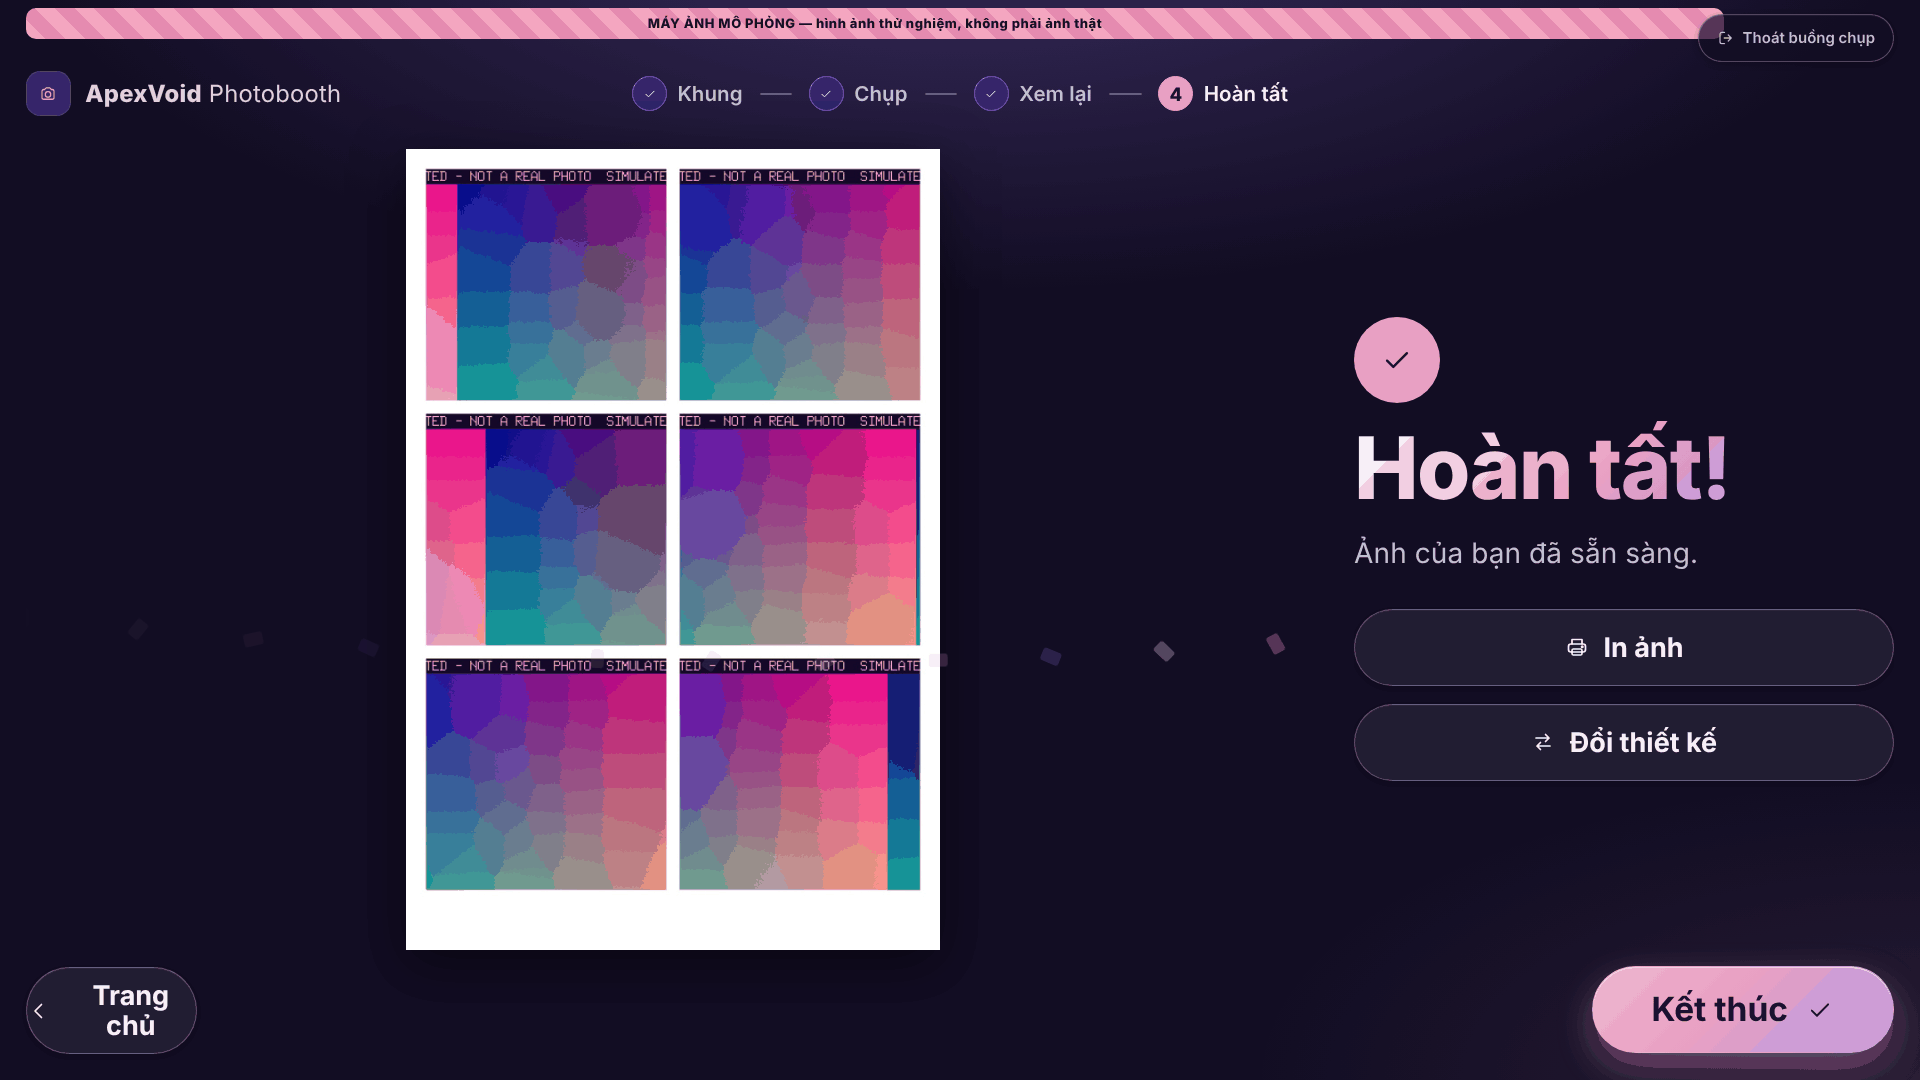 MÁY ẢNH MÔ PHỎNG — hình ảnh thử nghiệm, không phải ảnh thật
Thoát buồng chụp
ApexVoid Photobooth
Khung
Chụp
Xem lại
4 Hoàn tất
TED - NOT A REAL PHOTO SIMULATE
TED - NOT A REAL PHOTO SIMULATE
TED - NOT A REAL PHOTO SIMULATE
TED - NOT A REAL PHOTO SIMULATE
TED - NOT A REAL PHOTO SIMULATE
TED - NOT A REAL PHOTO SIMULATE
Hoàn tất!
Ảnh của bạn đã sẵn sàng.
In ảnh
Đổi thiết kế
Trang
chủ
Kết thúc